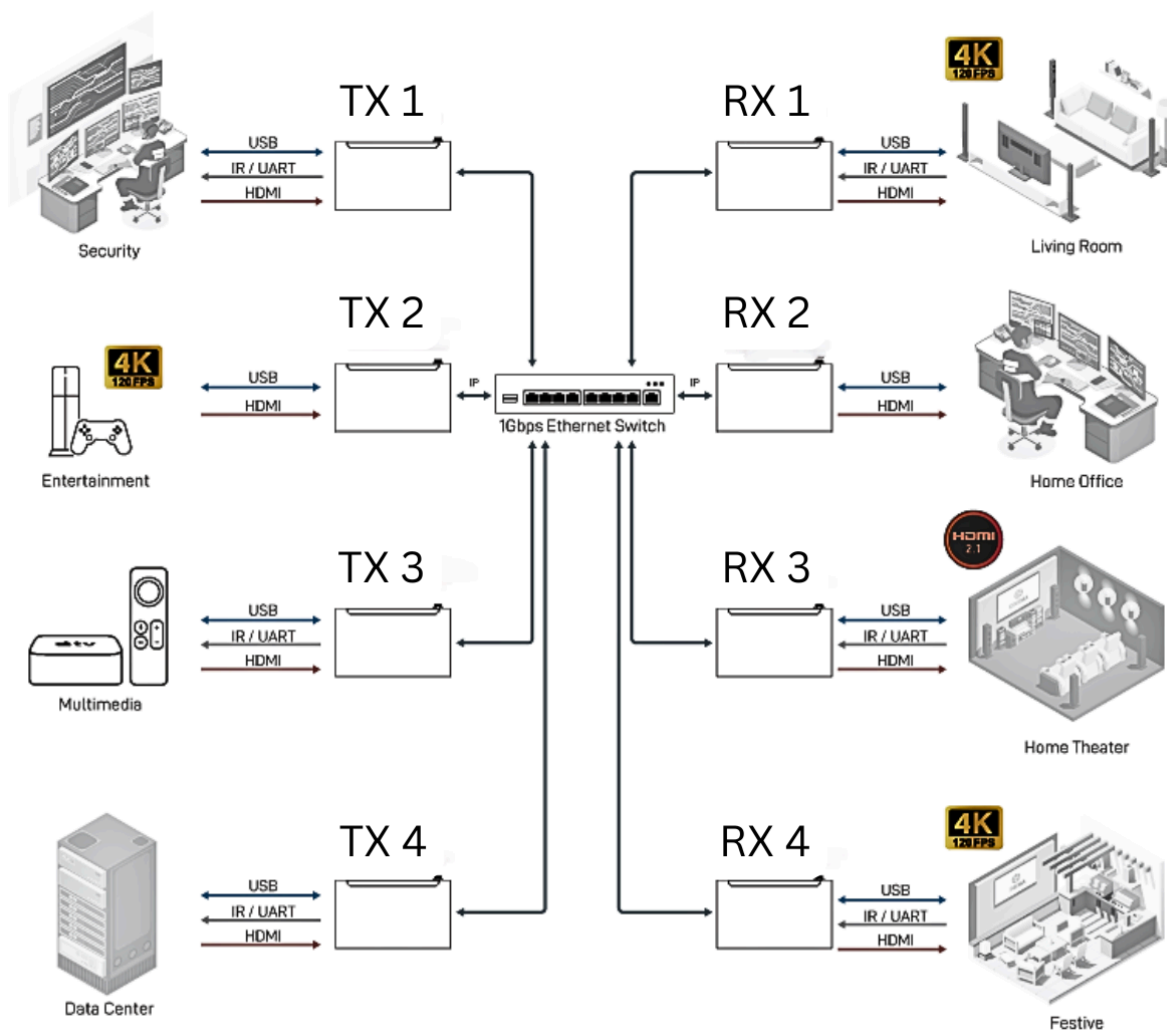 TX 1
RX 1
4K
120 FPS
USB
IR / UART
HDMI
USB
IR / UART
HDMI
Security
Living Room
TX 2
RX 2
4K
120 FPS
USB
HDMI
IP
IP
USB
HDMI
1Gbps Ethernet Switch
Entertainment
Home Office
TX 3
RX 3
HDMI
2.1
tv
USB
IR / UART
HDMI
USB
IR / UART
HDMI
Multimedia
Home Theater
TX 4
RX 4
4K
120 FPS
USB
IR / UART
HDMI
USB
IR / UART
HDMI
Data Center
Festive